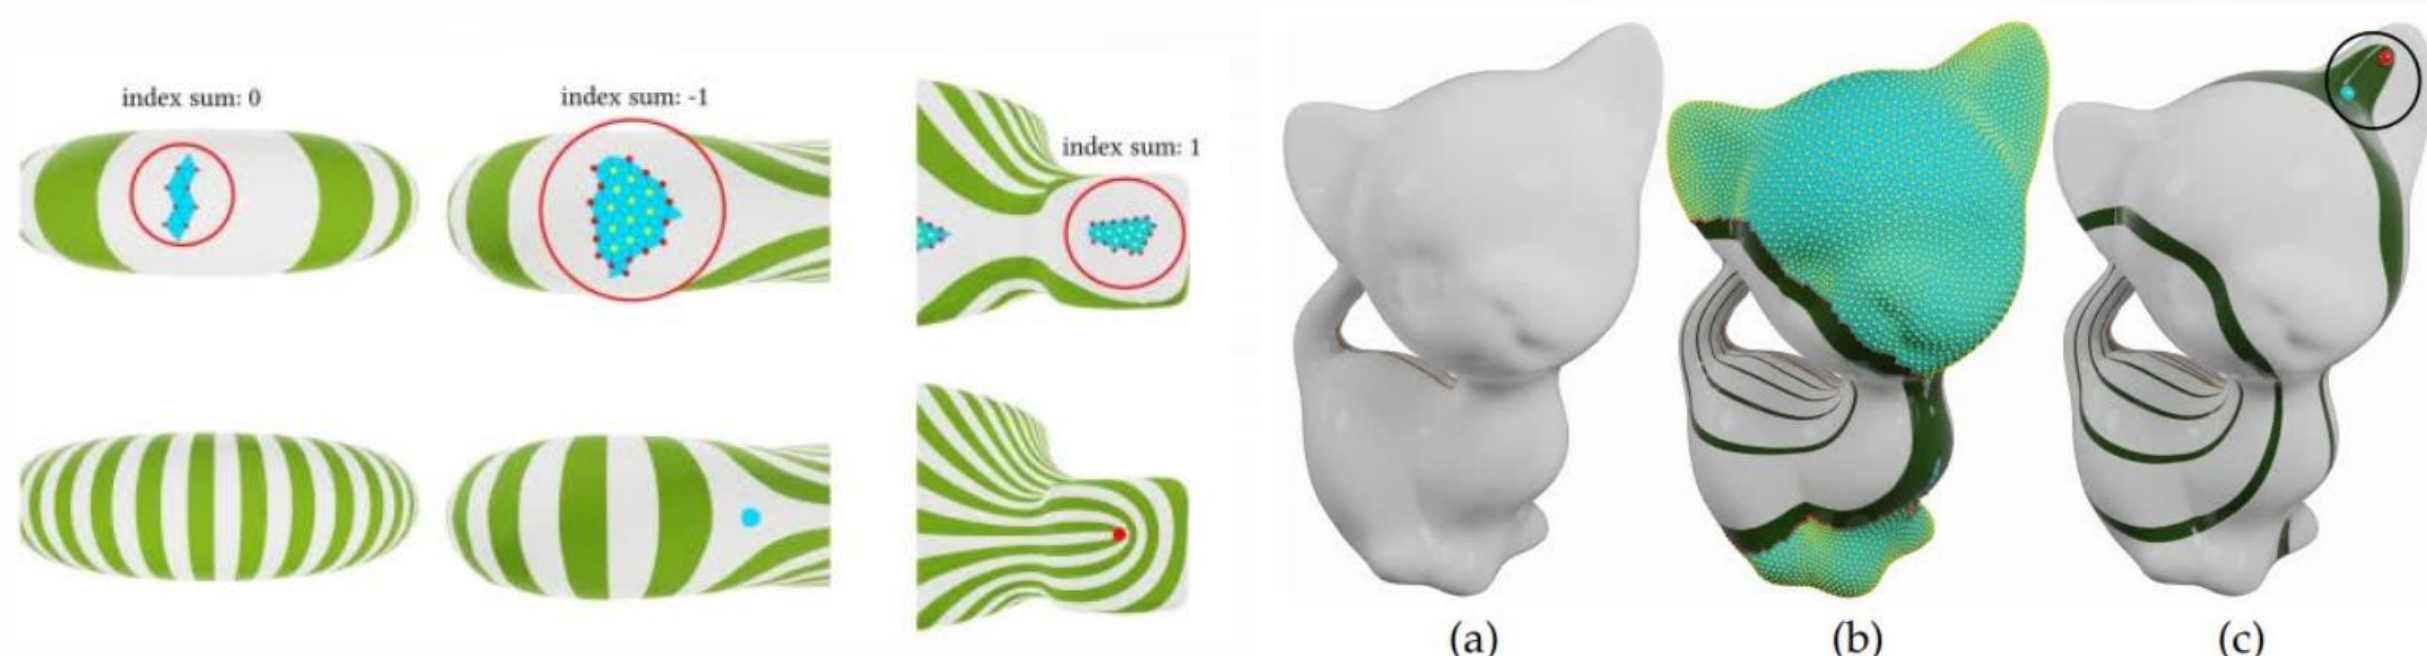 index sum: 0
index sum: -1
index sum: 1
(a)
(b)
(c)